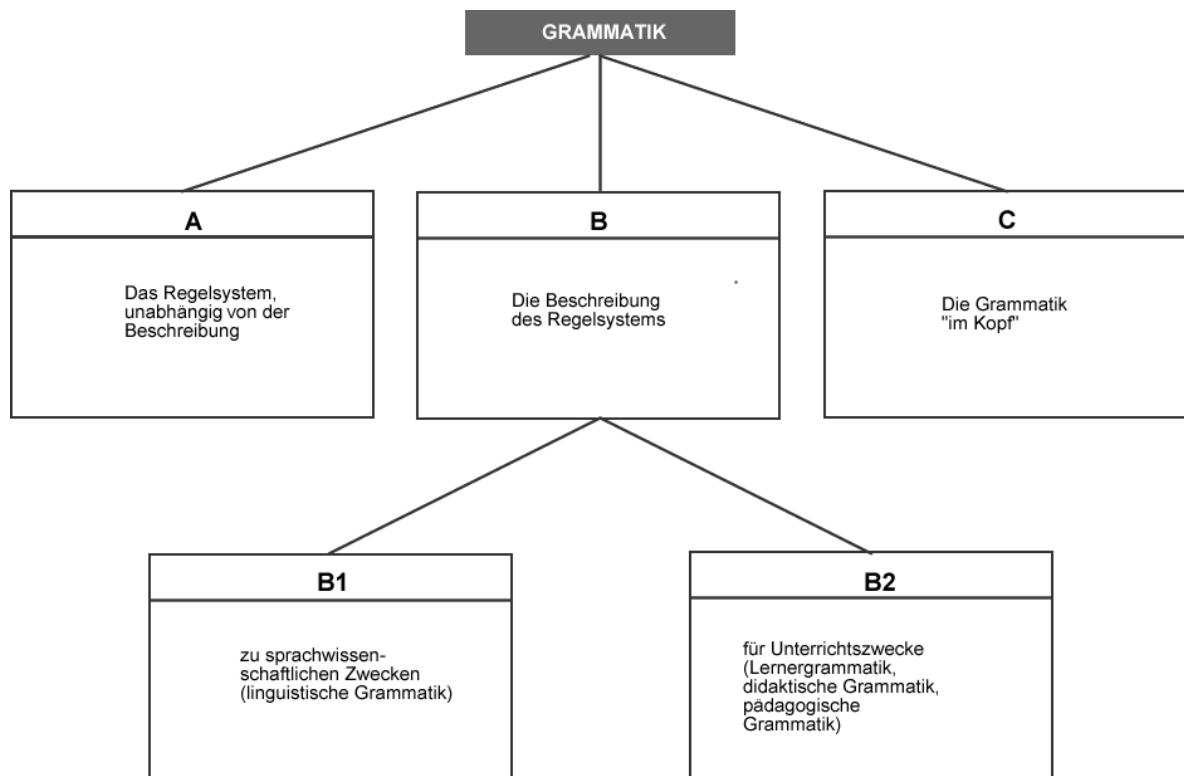 GRAMMATIK
A
Das Regelsystem,
unabhängig von der
Beschreibung
B
Die Beschreibung
des Regelsystems
C
Die Grammatik
"im Kopf"
B1
zu sprachwissen-
schaftlichen Zwecken
(linguistische Grammatik)
B2
für Unterrichtszwecke
(Lernergrammatik,
didaktische Grammatik,
pädagogische
Grammatik)